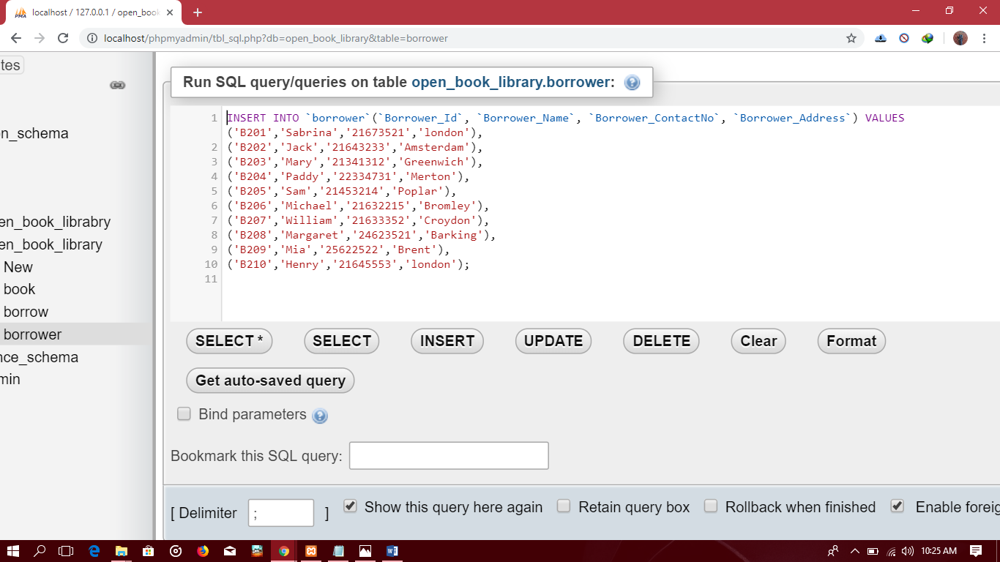 localhost / 127.0.0.1 / open_boo
localhost/phpmyadmin/tbl_sql.php?db=open_book_library&table=borrower
tes
on_schema
en_book_librabry
en_book_library
New
book
borrow
borrower
nce_schema
min
Run SQL query/queries on table open_book_library.borrower:
1 INSERT INTO `borrower`(`Borrower_Id`, `Borrower_Name`, `Borrower_ContactNo`, `Borrower_Address`) VALUES
('B201','Sabrina','21673521','london'),
2 ('B202','Jack','21643233','Amsterdam'),
3 ('B203','Mary','21341312','Greenwich'),
4 ('B204','Paddy','22334731','Merton'),
5 ('B205','Sam','21453214','Poplar'),
6 ('B206','Michael','21632215','Bromley'),
7 ('B207','William','21633352','Croydon'),
8 ('B208','Margaret','24623521','Barking'),
9 ('B209','Mia','25622522','Brent'),
10 ('B210','Henry','21645553','london');
11
SELECT * SELECT INSERT UPDATE DELETE Clear Format
Get auto-saved query
Bind parameters
Bookmark this SQL query:
[ Delimiter ; ] Show this query here again Retain query box Rollback when finished Enable foreig
10:25 AM